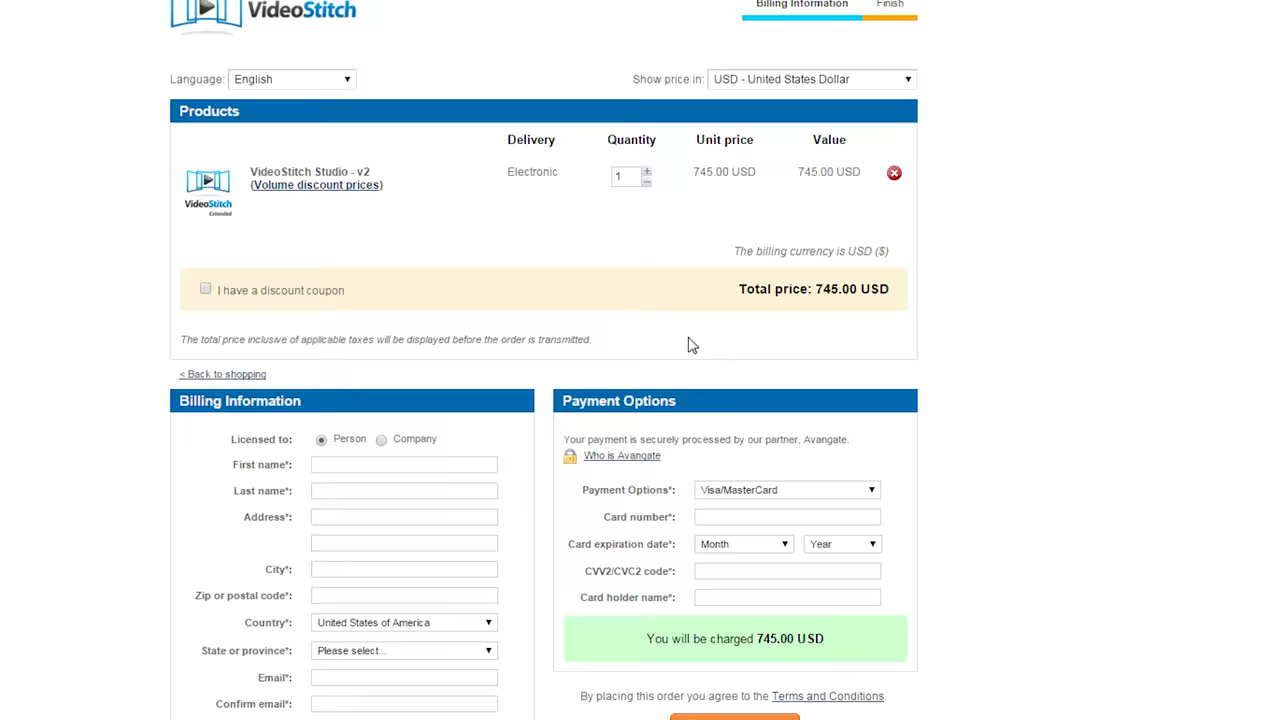 VideoStitch
Billing Information Finish
Language: English Show price in: USD - United States Dollar
Products
Delivery Quantity Unit price Value
VideoStitch Studio - v2 Electronic 1 745.00 USD 745.00 USD
(Volume discount prices)
VideoStitch
Extended
The billing currency is USD ($)
I have a discount coupon Total price: 745.00 USD
The total price inclusive of applicable taxes will be displayed before the order is transmitted.
< Back to shopping
Billing Information
Licensed to: Person Company
First name*:
Last name*:
Address*:
City*:
Zip or postal code*:
Country*: United States of America
State or province*: Please select...
Email*:
Confirm email*:
Payment Options
Your payment is securely processed by our partner, Avangate.
Who is Avangate
Payment Options*: Visa/MasterCard
Card number*:
Card expiration date*: Month Year
CVV2/CVC2 code*:
Card holder name*:
You will be charged 745.00 USD
By placing this order you agree to the Terms and Conditions.